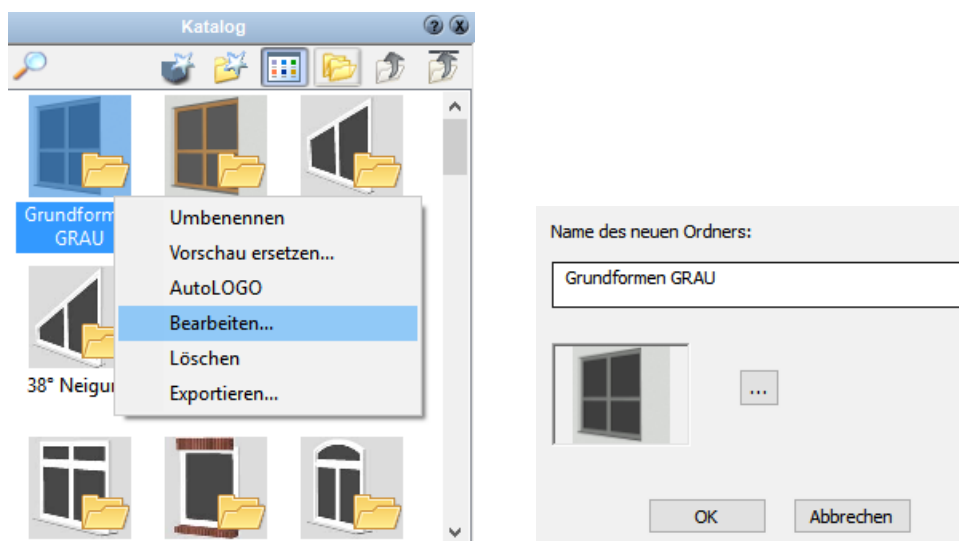 Katalog
Grundform
GRAU
38° Neigu
Umbenennen
Vorschau ersetzen...
AutoLOGO
Bearbeiten...
Löschen
Exportieren...
Name des neuen Ordners:
Grundformen GRAU
...
OK
Abbrechen